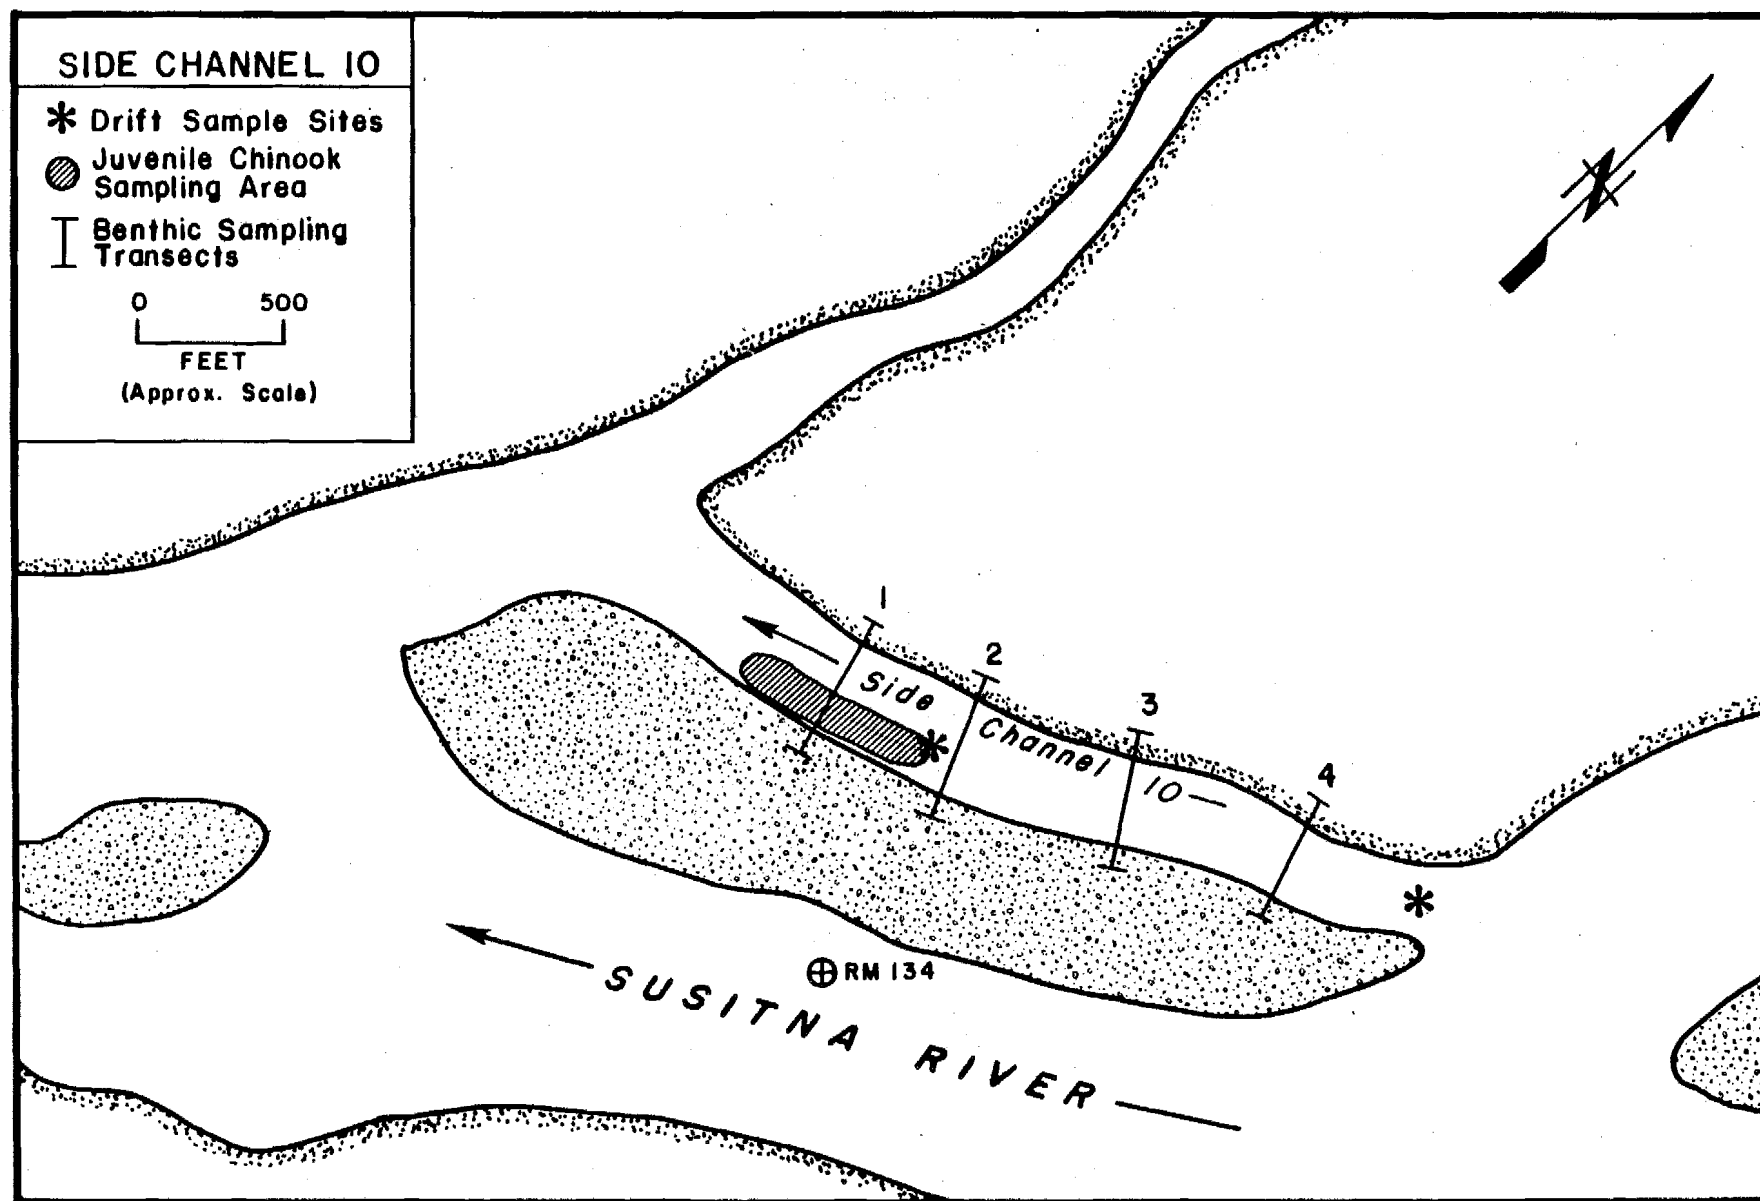 SIDE CHANNEL 10
Drift Sample Sites
Juvenile Chinook
Sampling Area
Benthic Sampling
Transects
0 500
FEET
(Approx. Scale)
N
1
2
3
4
Side Channel 10
RM 134
SUSITNA RIVER